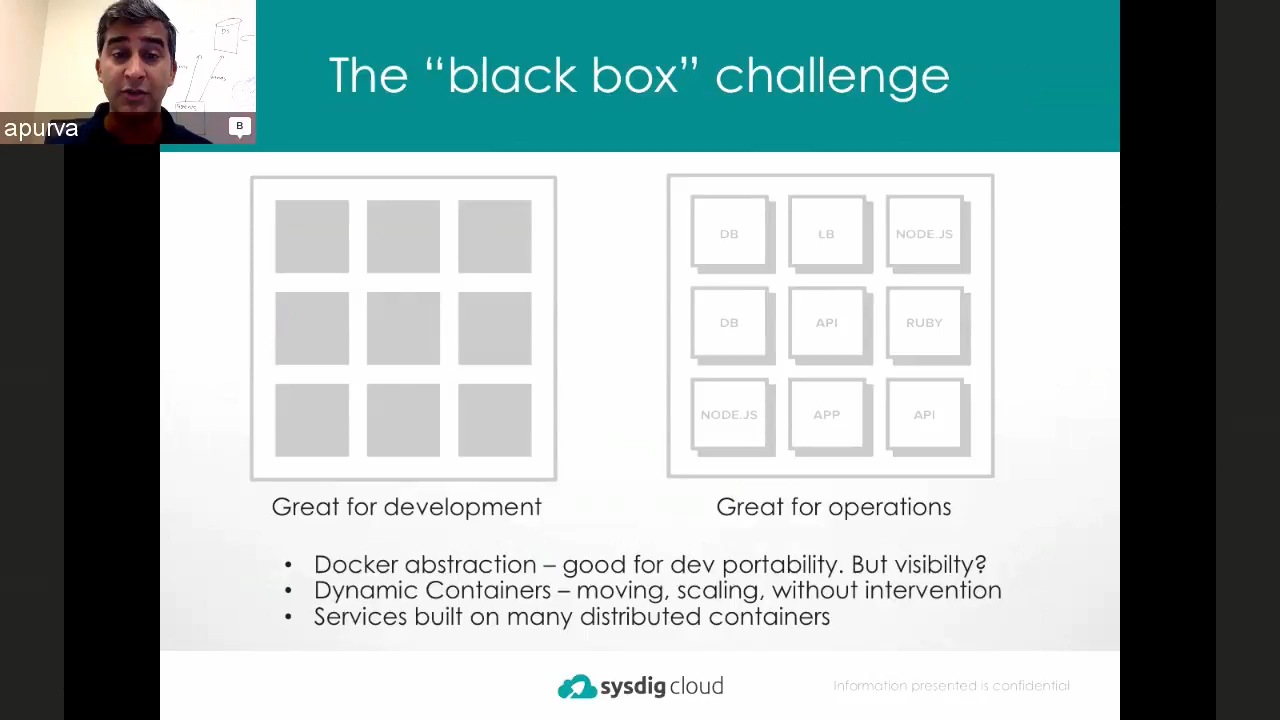 apurva
B
The “black box” challenge
DB
LB
NODE.JS
DB
API
RUBY
NODE.JS
APP
API
Great for development
Great for operations
• Docker abstraction – good for dev portability. But visibilty?
• Dynamic Containers – moving, scaling, without intervention
• Services built on many distributed containers
sysdig cloud
Information presented is confidential